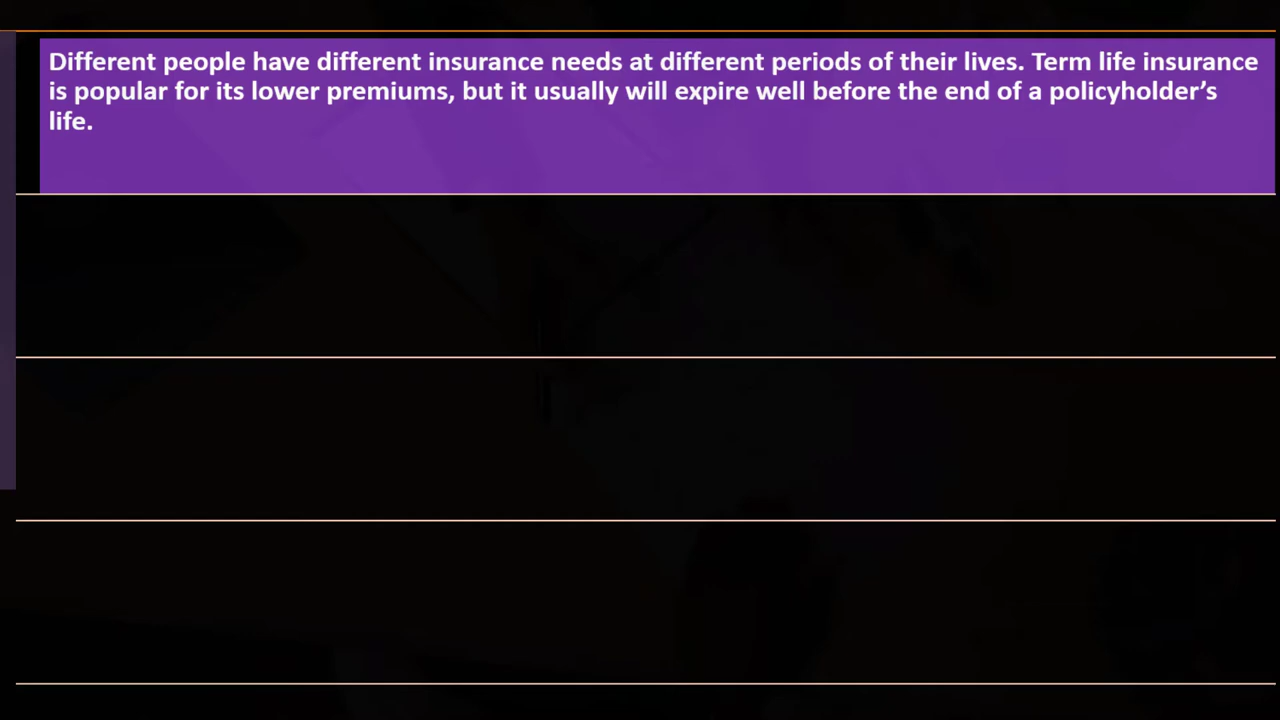 Different people have different insurance needs at different periods of their lives. Term life insurance
is popular for its lower premiums, but it usually will expire well before the end of a policyholder’s
life.